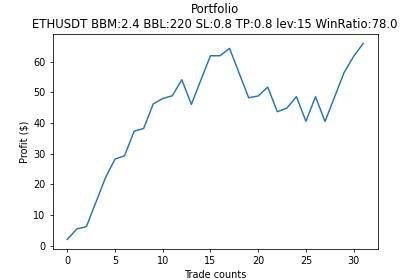 Portfolio
ETHUSDT BBM:2.4 BBL:220 SL:0.8 TP:0.8 lev:15 WinRatio:78.0
60
50
40
30
20
10
0
Profit ($)
0 5 10 15 20 25 30
Trade counts